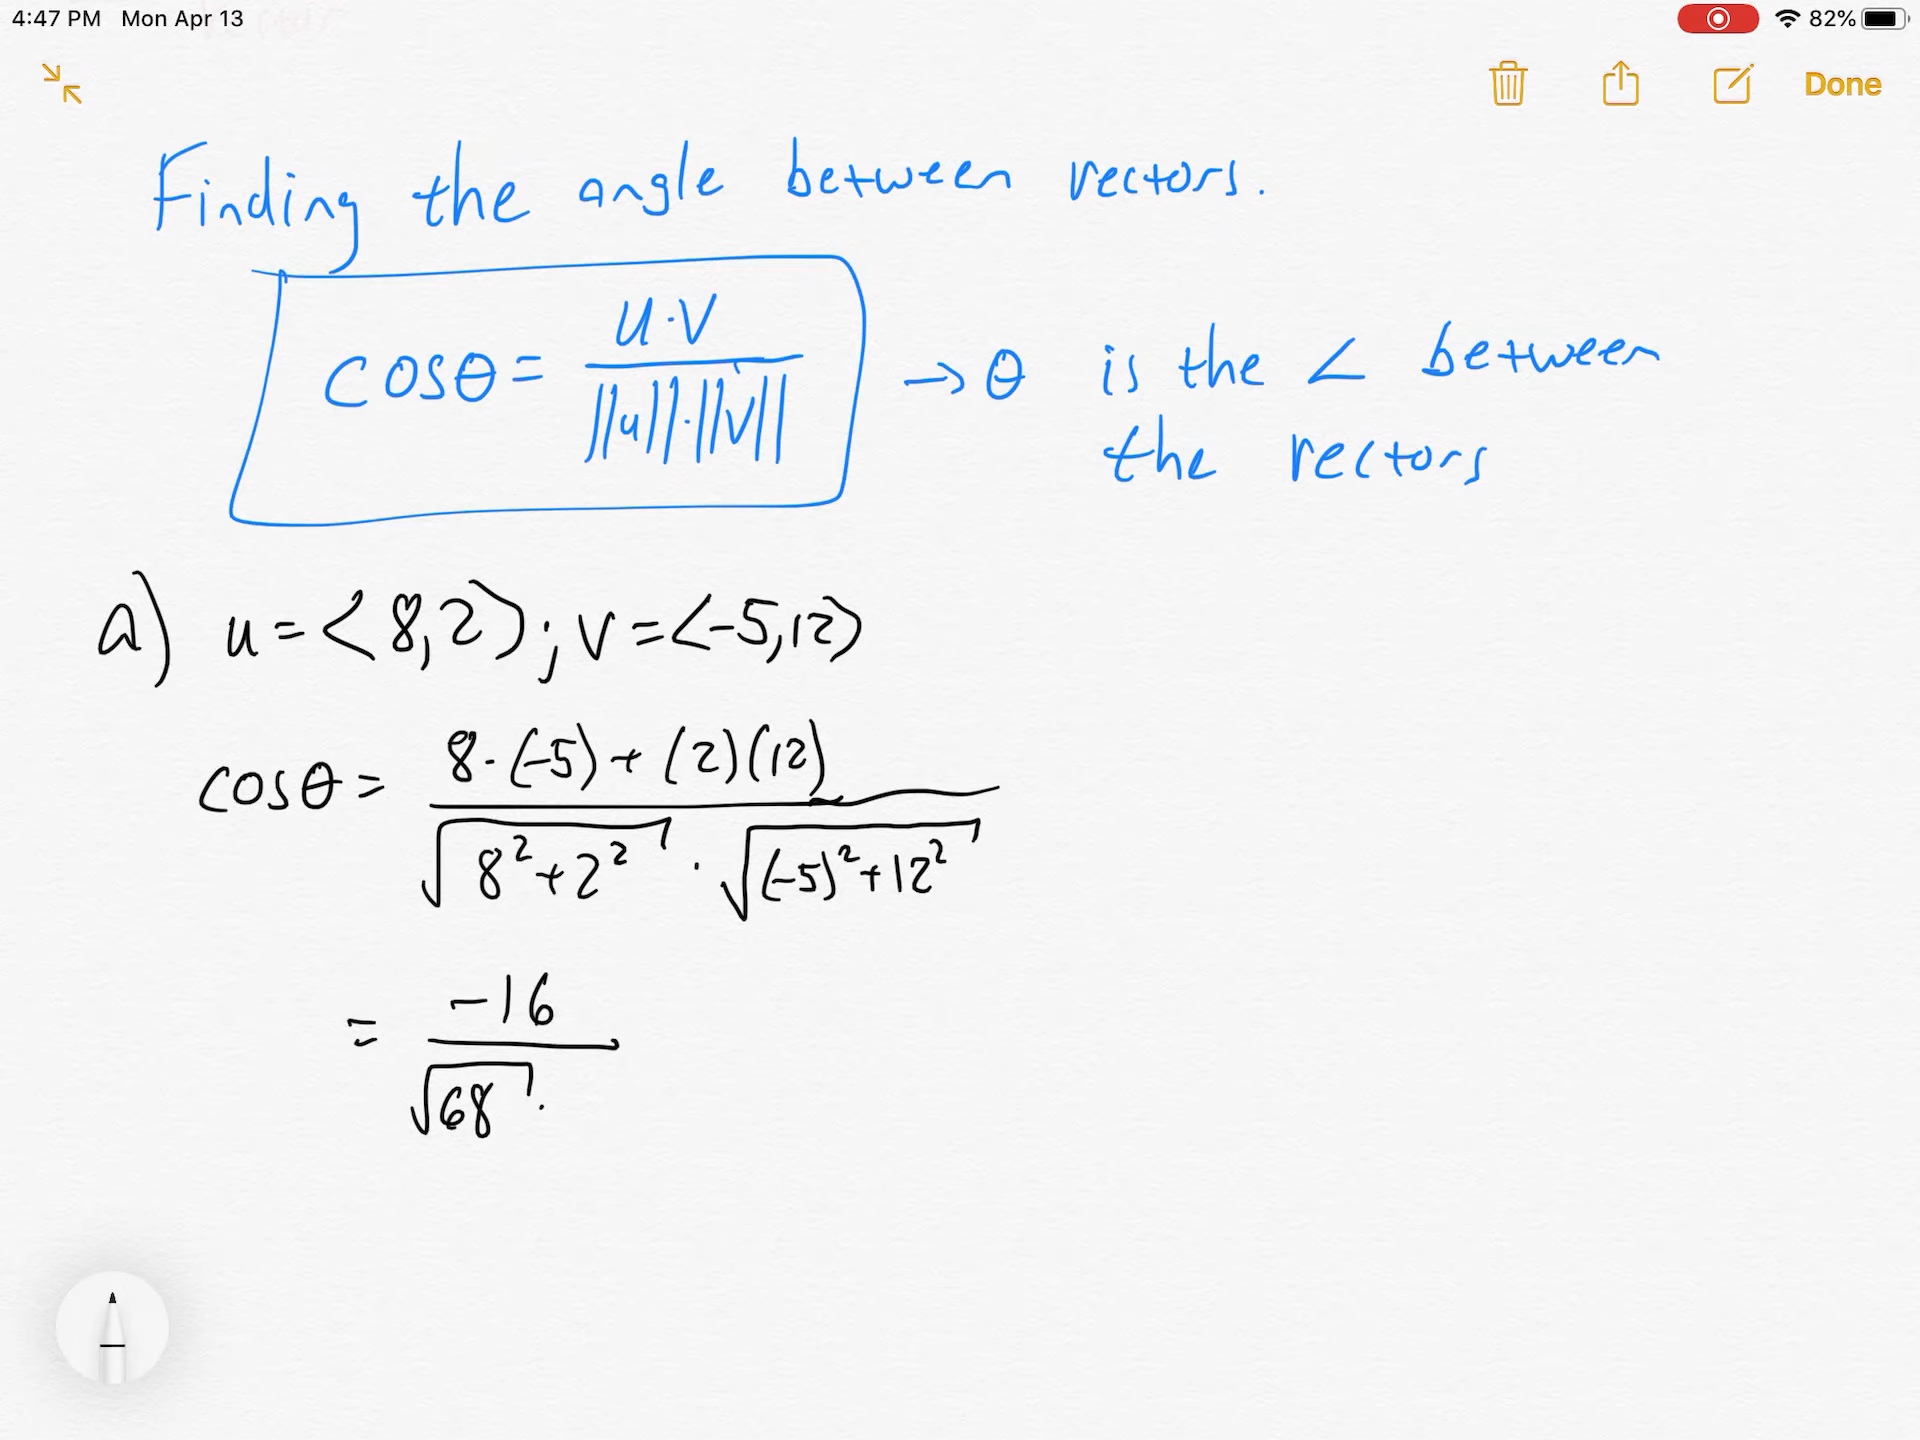 4:47 PM Mon Apr 13 82%
Done
Finding the angle between vectors.
cosθ = u·v / ||u||·||v|| → θ is the ∠ between
the vectors
a) u = <8,2>; v = <-5,12>
cosθ = 8·(-5) + (2)(12) / √(8²+2²) · √((-5)²+12²)
= -16 / √68 ·